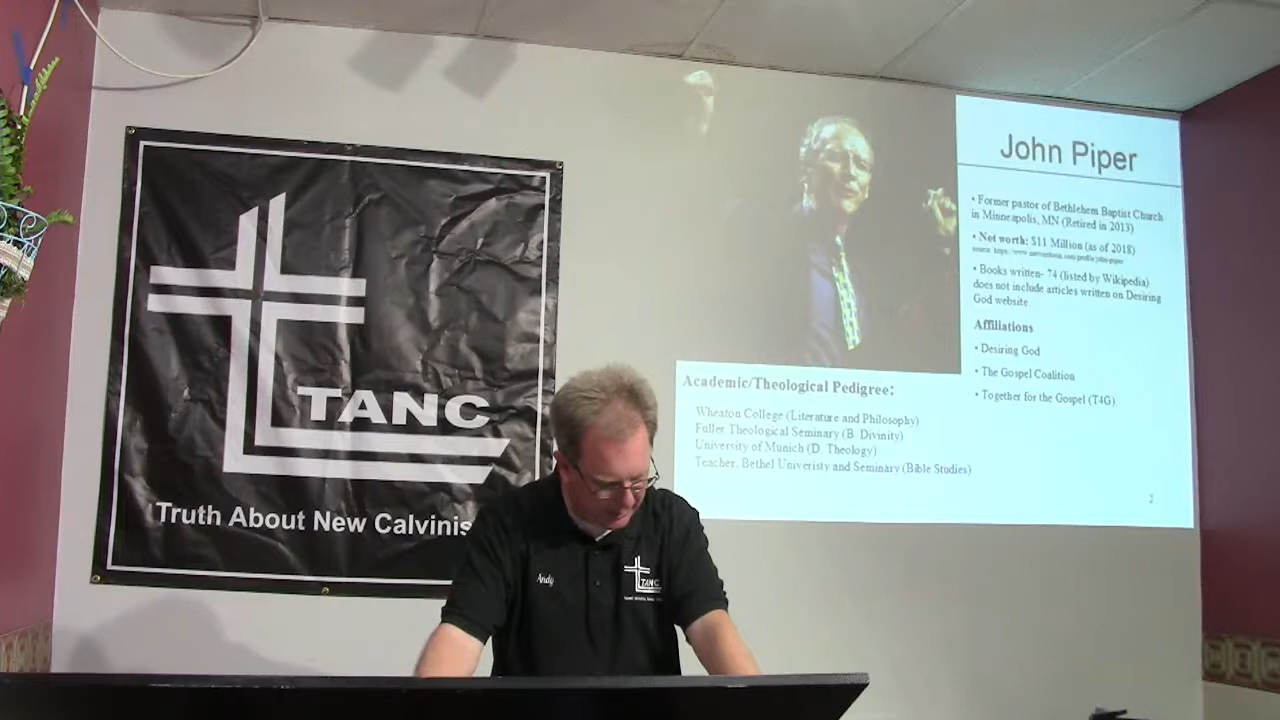 TANC
Truth About New Calvinis
Andy
TANC
John Piper
• Former pastor of Bethlehem Baptist Church
in Minneapolis, MN (Retired in 2013)
• Net worth: $11 Million (as of 2018)
• Books written- 74 (listed by Wikipedia)
does not include articles written on Desiring
God website.
Affiliations
• Desiring God
• The Gospel Coalition
• Together for the Gospel (T4G)
Academic/Theological Pedigree:
Wheaton College (Literature and Philosophy)
Fuller Theological Seminary (B. Divinity)
University of Munich (D. Theology)
Teacher, Bethel Univeristy and Seminary (Bible Studies)
2